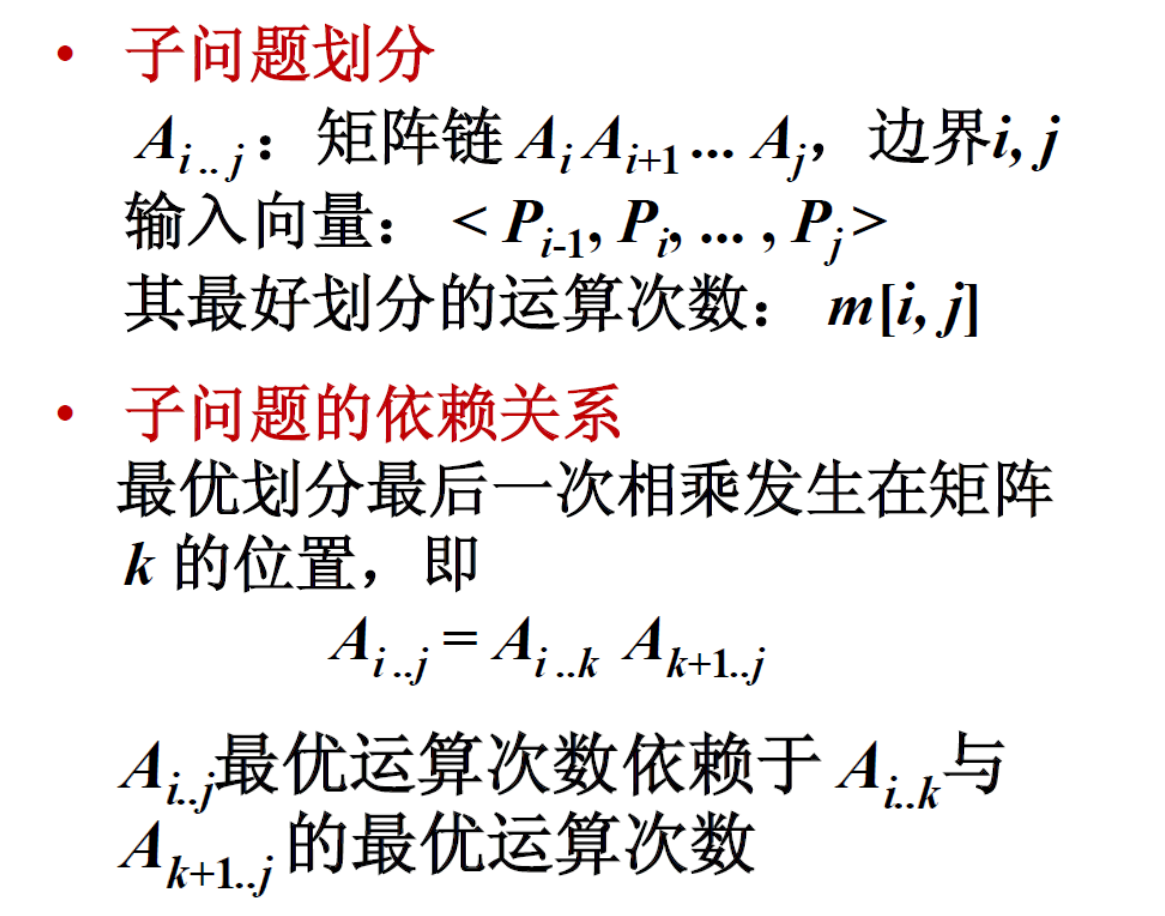 • 子问题划分
A_{i..j}：矩阵链 A_i A_{i+1} ... A_j，边界i, j
输入向量： < P_{i-1}, P_i, ... , P_j >
其最好划分的运算次数： m[i, j]
• 子问题的依赖关系
最优划分最后一次相乘发生在矩阵
k 的位置，即
A_{i..j} = A_{i..k} A_{k+1..j}
A_{i..j}最优运算次数依赖于 A_{i..k}与
A_{k+1..j} 的最优运算次数